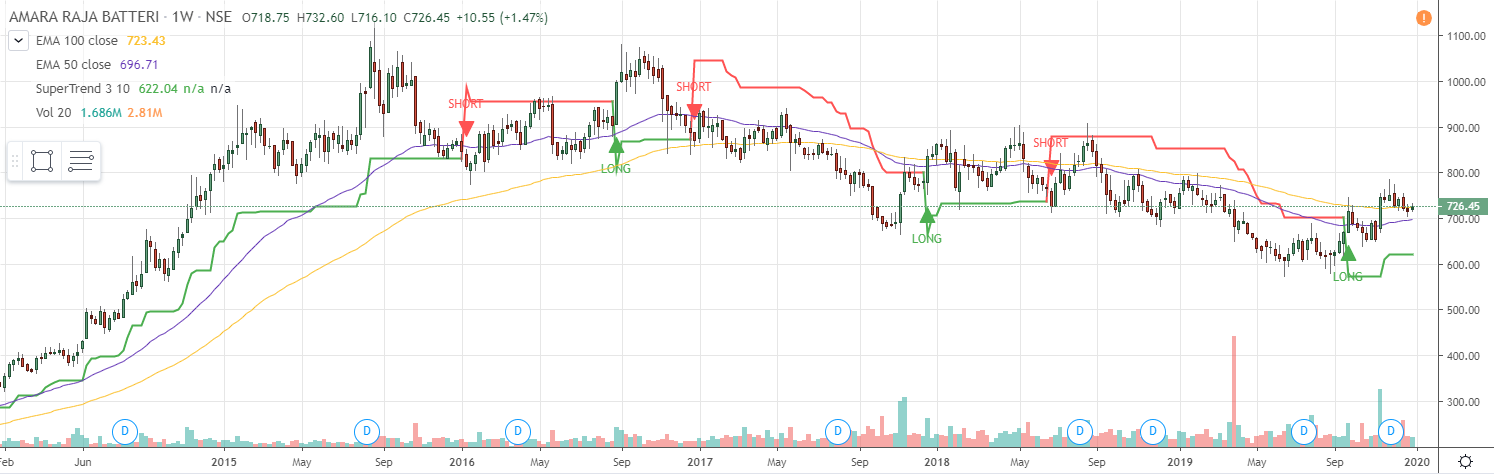 AMARA RAJA BATTERI · 1W · NSE O718.75 H732.60 L716.10 C726.45 +10.55 (+1.47%)
EMA 100 close 723.43
EMA 50 close 696.71
SuperTrend 3 10 622.04 n/a n/a
Vol 20 1.686M 2.81M
!
1100.00
1000.00
900.00
800.00
726.45
700.00
600.00
500.00
400.00
300.00
SHORT
LONG
SHORT
LONG
SHORT
LONG
D D D D D D D D
Feb Jun 2015 May Sep 2016 May Sep 2017 May Sep 2018 May Sep 2019 May Sep 2020